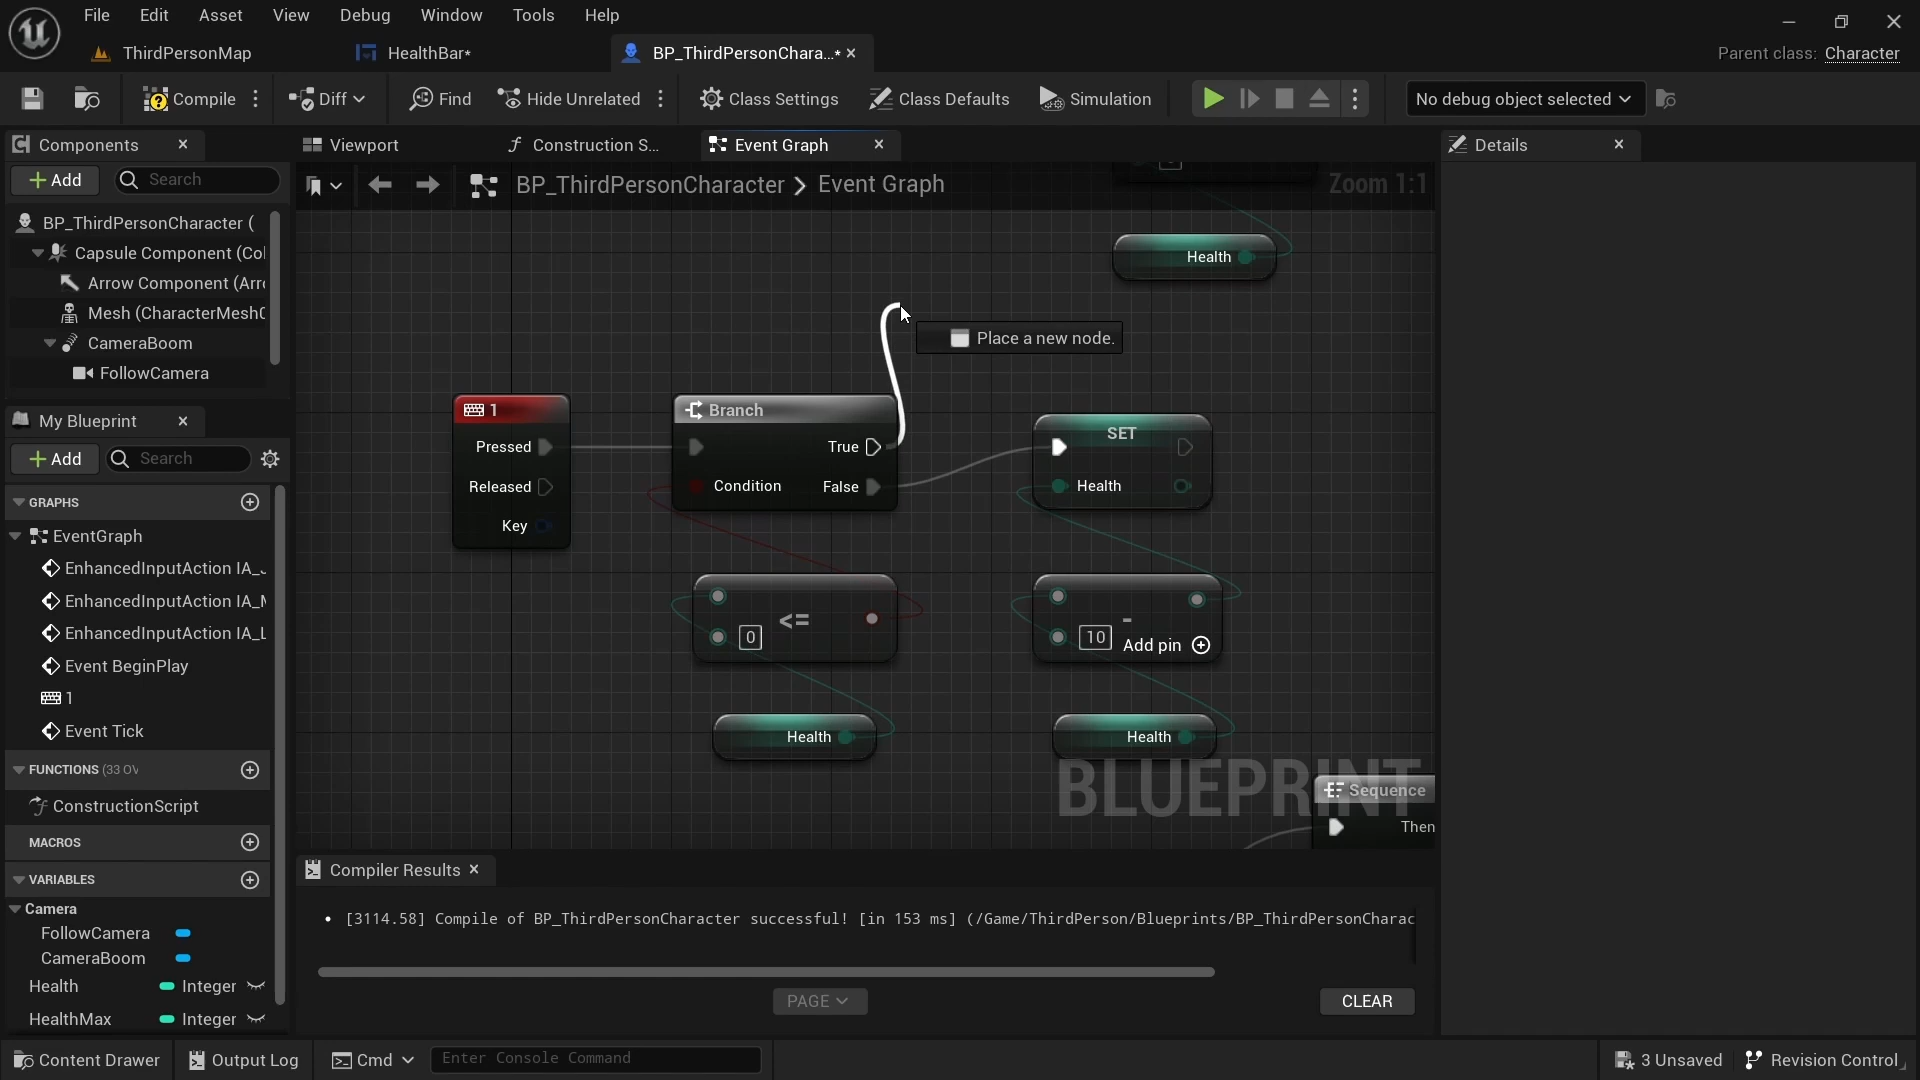 File Edit Asset View Debug Window Tools Help
ThirdPersonMap HealthBar* BP_ThirdPersonChara...*
Parent class: Character
Compile Diff Find Hide Unrelated Class Settings Class Defaults Simulation No debug object selected
Components
Add Search
BP_ThirdPersonCharacter (
Capsule Component (Col
Arrow Component (Arr
Mesh (CharacterMesh
CameraBoom
FollowCamera
My Blueprint
Add Search
GRAPHS
EventGraph
EnhancedInputAction IA_
EnhancedInputAction IA_
EnhancedInputAction IA_L
Event BeginPlay
1
Event Tick
FUNCTIONS (33 OV
ConstructionScript
MACROS
VARIABLES
Camera
FollowCamera
CameraBoom
Health Integer
HealthMax Integer
Viewport Construction S... Event Graph
BP_ThirdPersonCharacter > Event Graph Zoom 1:1
Health
Place a new node.
1
Pressed
Released
Key
Branch
True
Condition False
SET
Health
<=
0
-
10 Add pin
Health
Health
BLUEPRINT
Sequence
Then
Compiler Results
• [3114.58] Compile of BP_ThirdPersonCharacter successful! [in 153 ms] (/Game/ThirdPerson/Blueprints/BP_ThirdPersonCharac
PAGE CLEAR
Details
Content Drawer Output Log Cmd Enter Console Command 3 Unsaved Revision Control